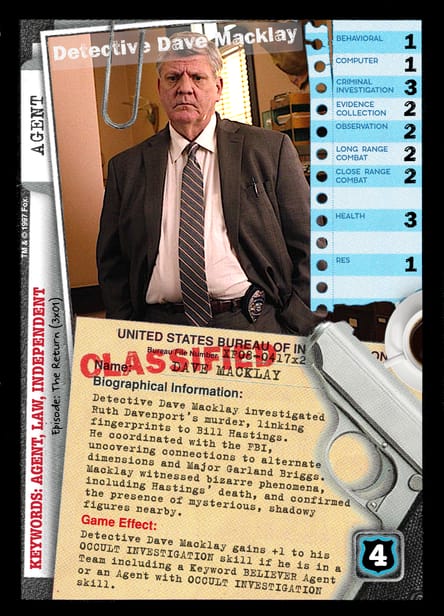 Detective Dave Macklay
BEHAVIORAL 1
COMPUTER 1
CRIMINAL
INVESTIGATION 3
EVIDENCE
COLLECTION 2
OBSERVATION 2
LONG RANGE
COMBAT 2
CLOSE RANGE
COMBAT 2
HEALTH 3
RES 1
AGENT
TM & © 1997 Fox.
KEYWORDS: AGENT, LAW, INDEPENDENT
Episode: The Return (3x01)
UNITED STATES BUREAU OF IN
ON
Bureau File Number XF08-0417x2
CLASSIFIED
Name: DAVE MACKLAY
Biographical Information:
Detective Dave Macklay investigated
Ruth Davenport's murder, linking
fingerprints to Bill Hastings.
He coordinated with the FBI,
uncovering connections to alternate
dimensions and Major Garland Briggs.
Macklay witnessed bizarre phenomena,
including Hastings' death, and confirmed
the presence of mysterious, shadowy
figures nearby.
Game Effect:
Detective Dave Macklay gains +1 to his
OCCULT INVESTIGATION skill if he is in a
Team including a Keyword BELIEVER Agent
or an Agent with OCCULT INVESTIGATION
skill.
4